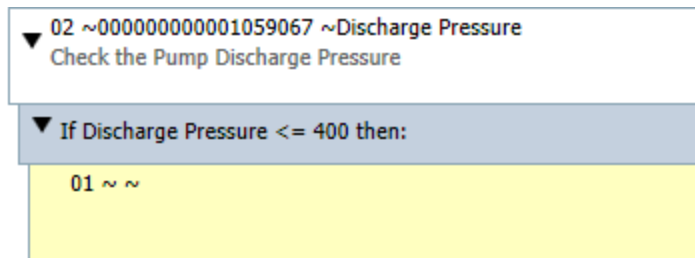 02 ~000000000001059067 ~Discharge Pressure
Check the Pump Discharge Pressure
If Discharge Pressure <= 400 then:
01 ~ ~